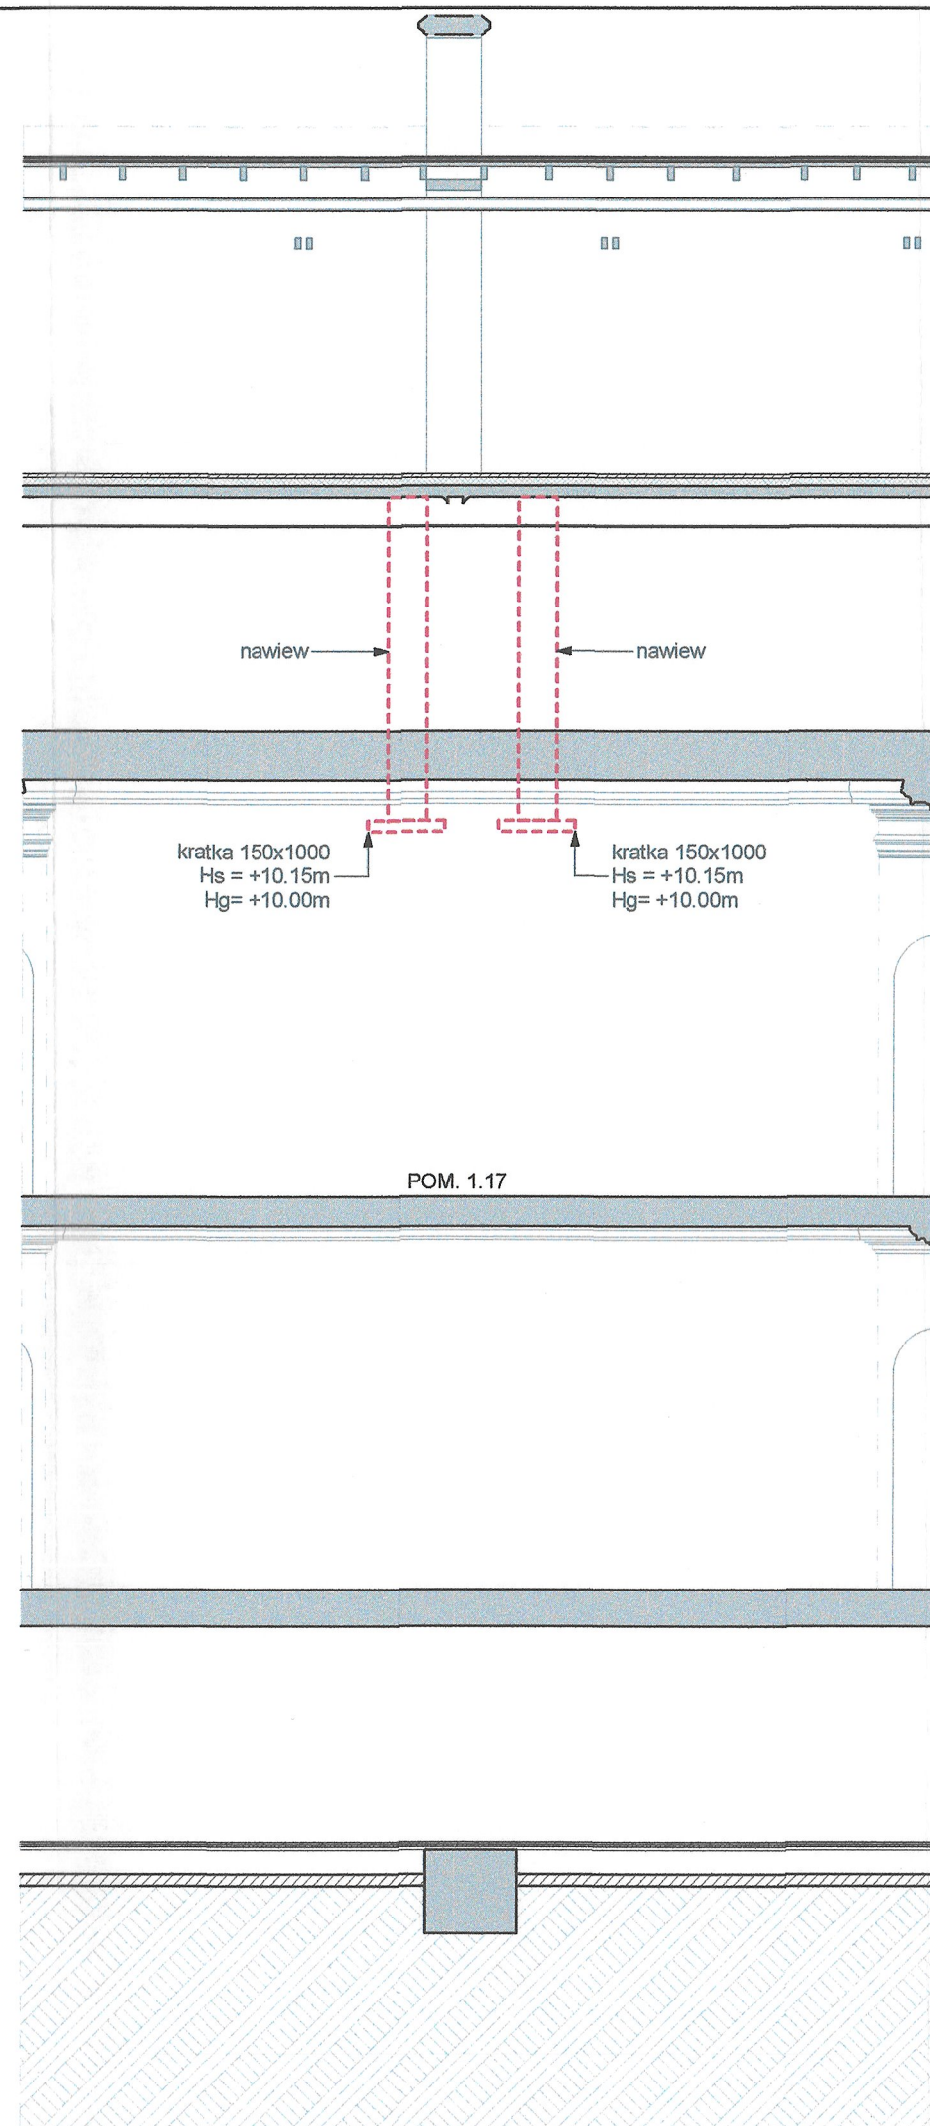 nawiew
nawiew
kratka 150x1000
Hs = +10.15m
Hg= +10.00m
kratka 150x1000
Hs = +10.15m
Hg= +10.00m
POM. 1.17